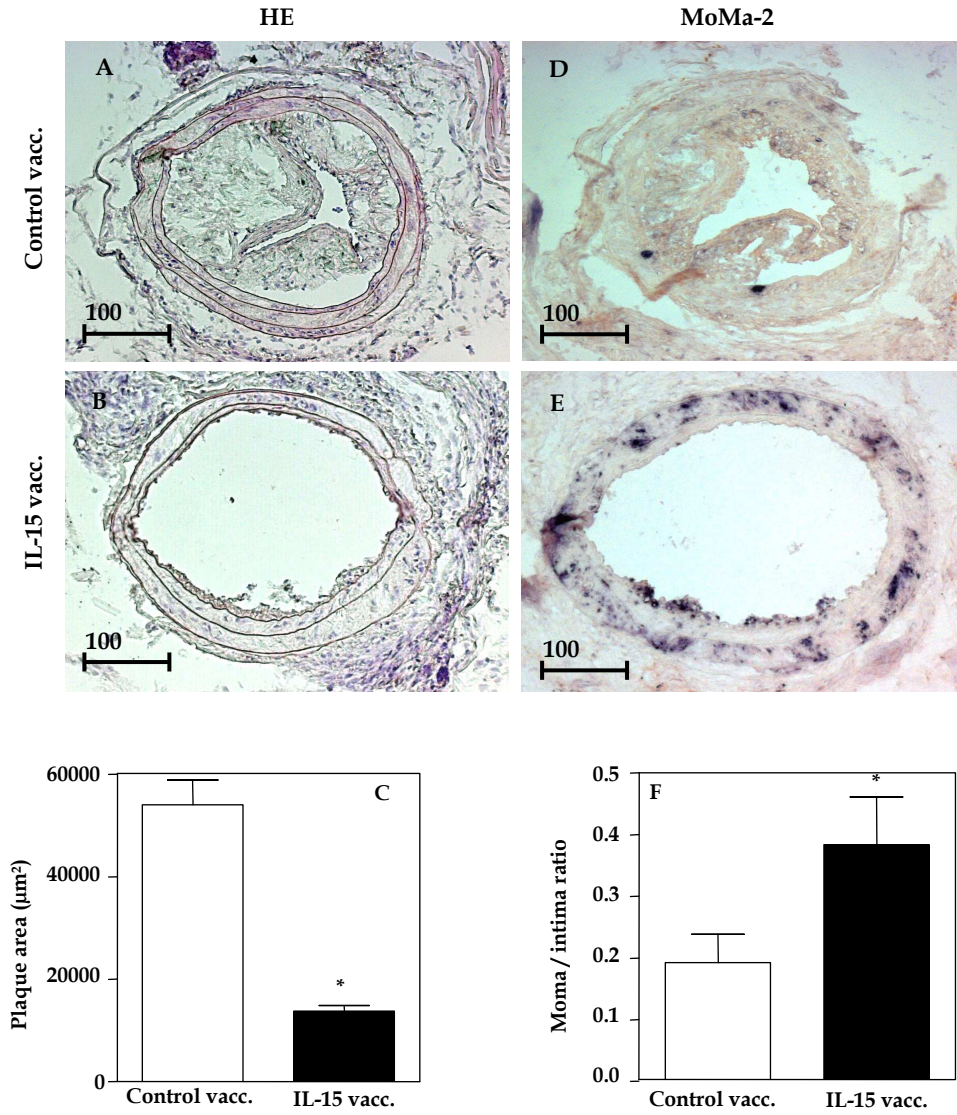 HE
MoMa-2
Control vacc.
A
100
D
100
IL-15 vacc.
B
100
E
100
Plaque area (μm²)
60000
40000
20000
0
C
*
Control vacc.
IL-15 vacc.
Moma / intima ratio
0.5
0.4
0.3
0.2
0.1
0.0
F
*
Control vacc.
IL-15 vacc.